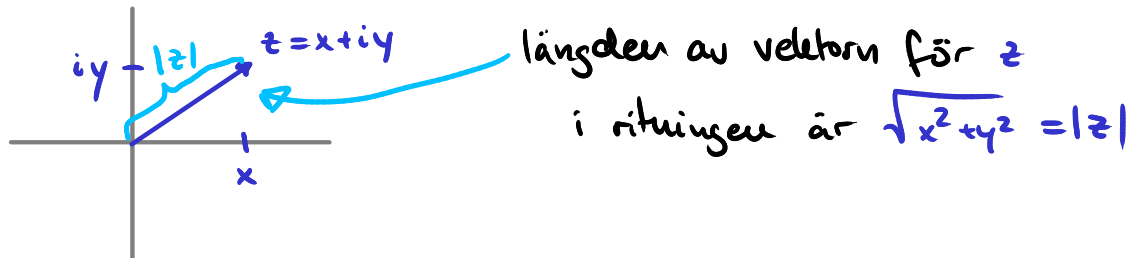 z = x + iy
|z|
iy
x
längden av vektorn för z
i ritningen är √(x² + y²) = |z|